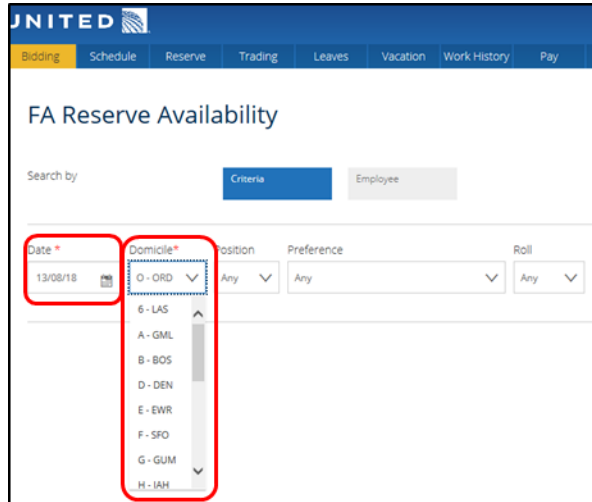 UNITED
Bidding Schedule Reserve Trading Leaves Vacation Work History Pay
FA Reserve Availability
Search by Criteria Employee
Date * Domicile* Position Preference Roll
13/08/18 O - ORD Any Any Any
6 - LAS
A - GML
B - BOS
D - DEN
E - EWR
F - SFO
G - GUM
H - IAH